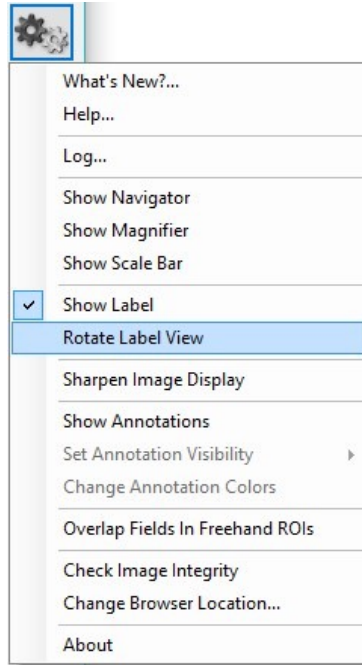 What's New?...
Help...
Log...
Show Navigator
Show Magnifier
Show Scale Bar
Show Label
Rotate Label View
Sharpen Image Display
Show Annotations
Set Annotation Visibility
Change Annotation Colors
Overlap Fields In Freehand ROIs
Check Image Integrity
Change Browser Location...
About